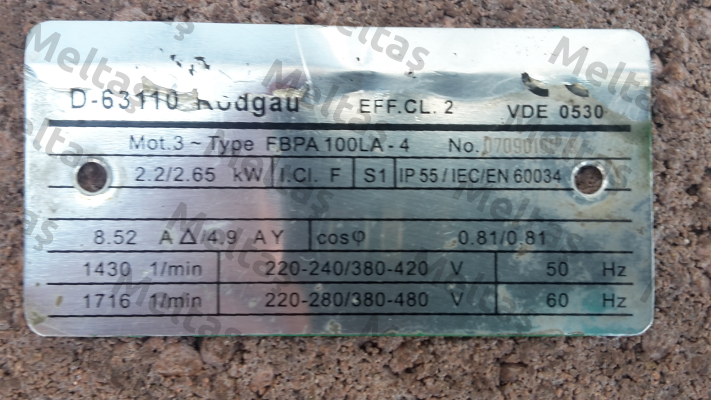 D-63110 Rodgau EFF.CL. 2 VDE 0530
Mot.3~Type FBPA 100LA-4 No.
2.2/2.65 kW I.Cl. F S1 IP 55/IEC/EN 60034
8.52 A Δ/4.9 A Y cosφ 0.81/0.81
1430 1/min 220-240/380-420 V 50 Hz
1716 1/min 220-280/380-480 V 60 Hz